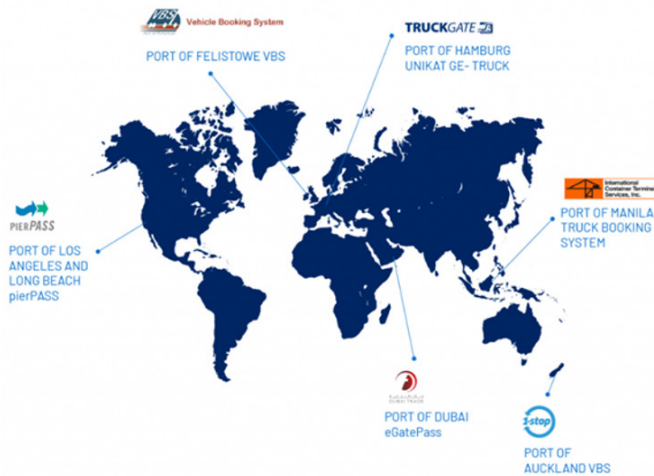 VBS
Vehicle Booking System
PORT OF FELISTOWE VBS
TRUCKGATE
PORT OF HAMBURG
UNIKAT GE- TRUCK
PIERPASS
PORT OF LOS
ANGELES AND
LONG BEACH
pierPASS
International
Container Termina
Services, Inc.
PORT OF MANILA
TRUCK BOOKING
SYSTEM
DUBAI TRADE
PORT OF DUBAI
eGatePass
1-stop
PORT OF
AUCKLAND VBS